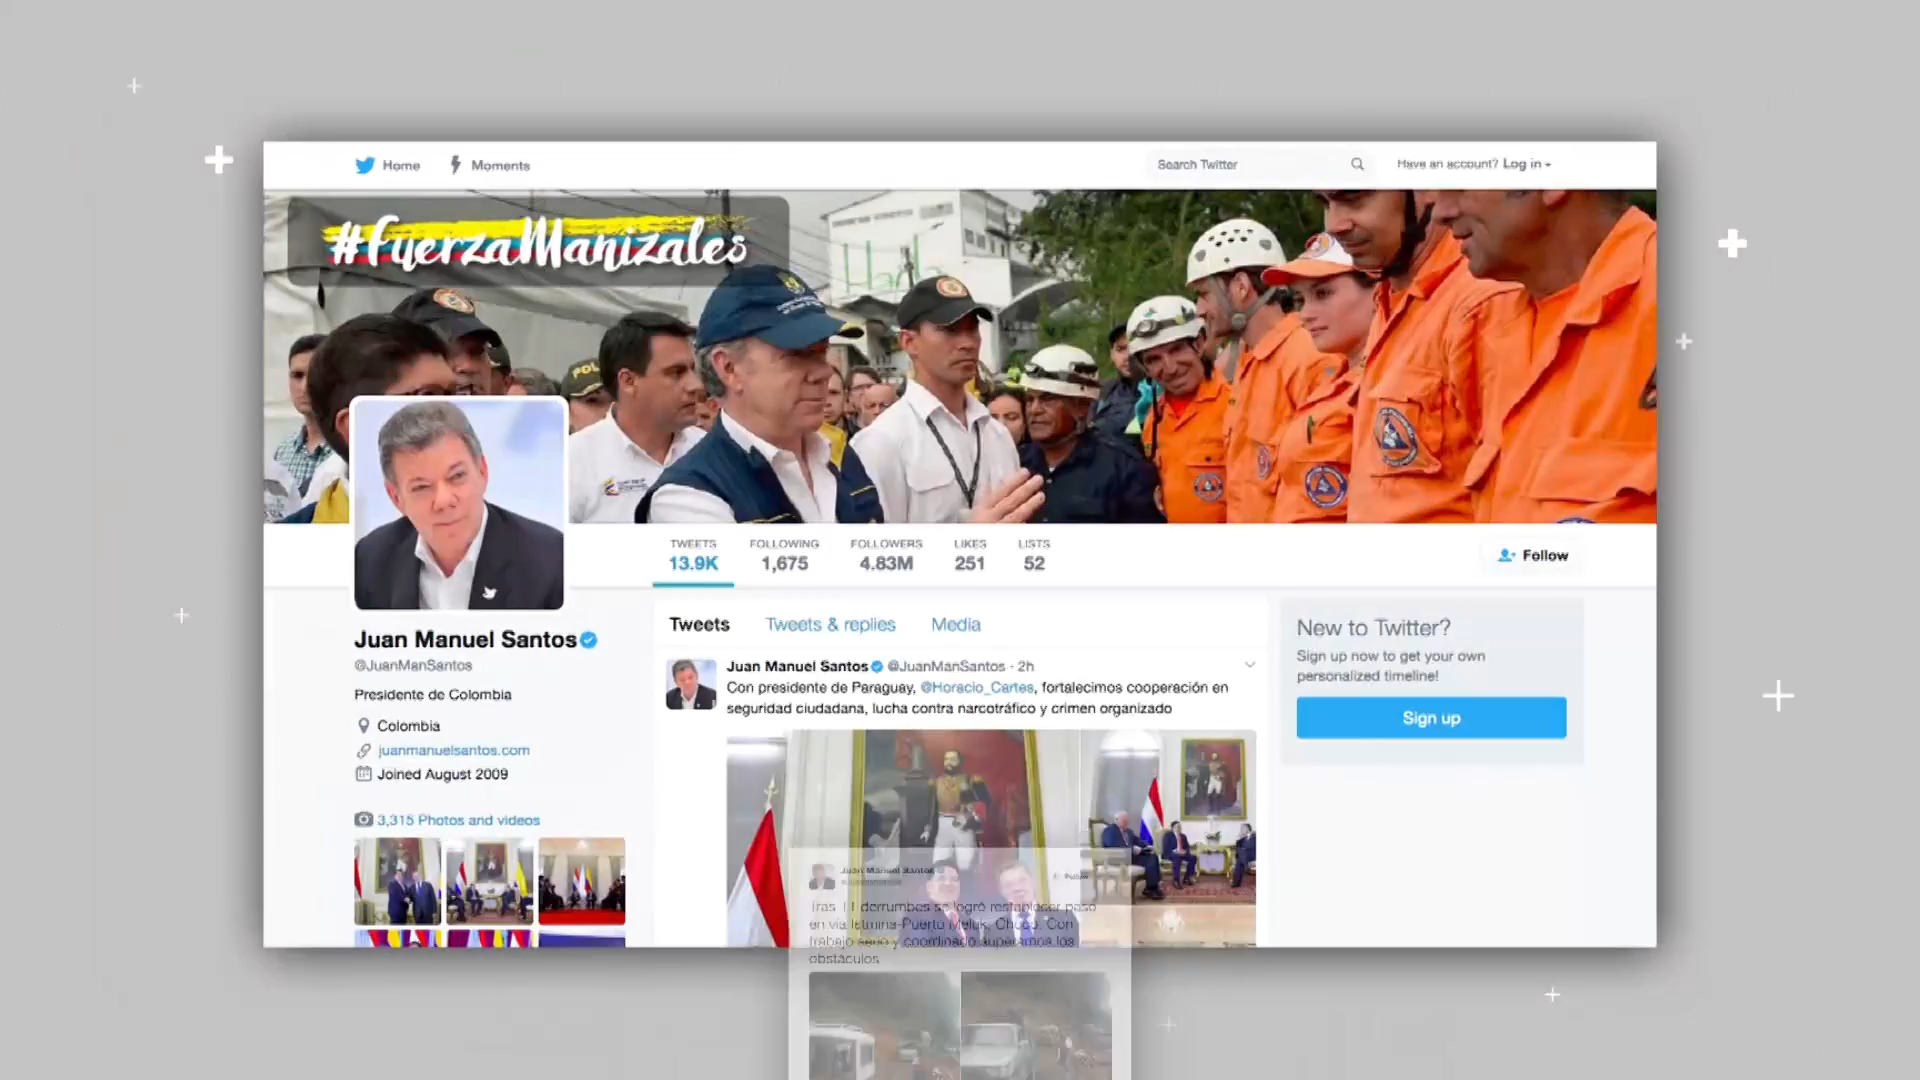 Home
Moments
Search Twitter
Have an account? Log in
#FuerzaManizales
POL
TWEETS
13.9K
FOLLOWING
1,675
FOLLOWERS
4.83M
LIKES
251
LISTS
52
Follow
Juan Manuel Santos
@JuanManSantos
Presidente de Colombia
Colombia
juanmanuelsantos.com
Joined August 2009
3,315 Photos and videos
Tweets
Tweets & replies
Media
Juan Manuel Santos @JuanManSantos · 2h
Con presidente de Paraguay, @Horacio_Cartes, fortalecimos cooperación en
seguridad ciudadana, lucha contra narcotráfico y crimen organizado
New to Twitter?
Sign up now to get your own
personalized timeline!
Sign up
Juan Manuel Santos
Follow
Tras 11 derrumbes se logró restablecer paso
en vía Istmina-Puerto Meluk, Chocó. Con
trabajo serio y coordinado superamos los
obstáculos